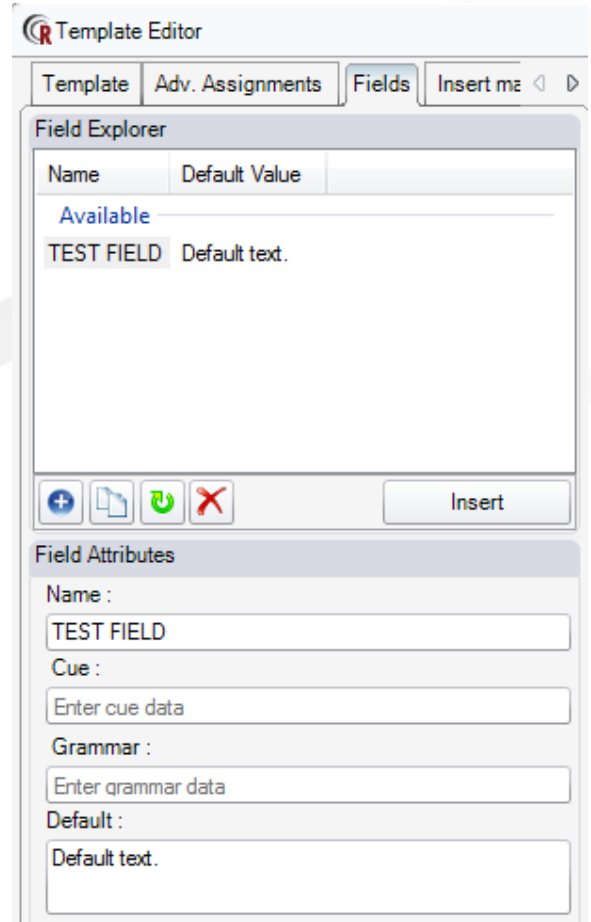 Template Editor
Template Adv. Assignments Fields Insert ma
Field Explorer
Name Default Value
Available
TEST FIELD Default text.
Insert
Field Attributes
Name :
TEST FIELD
Cue :
Enter cue data
Grammar :
Enter grammar data
Default :
Default text.